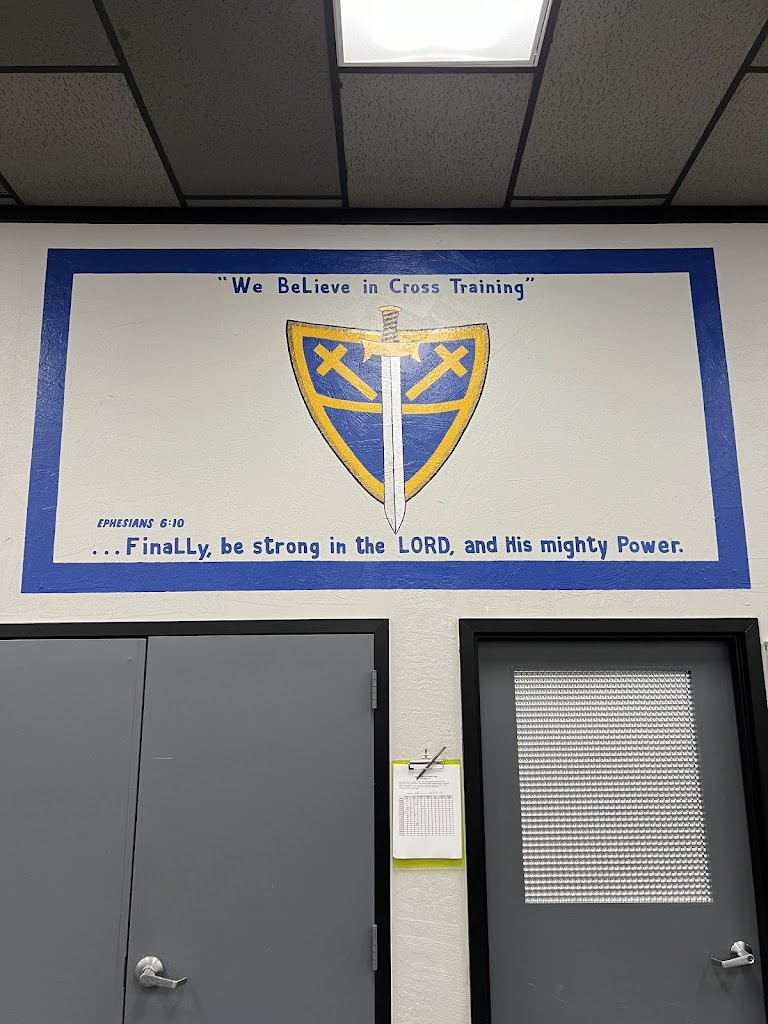 "We BeLieve in Cross Training"
EPHESIANS 6:10
...FinaLLy, be strong in the LORD, and His mighty Power.